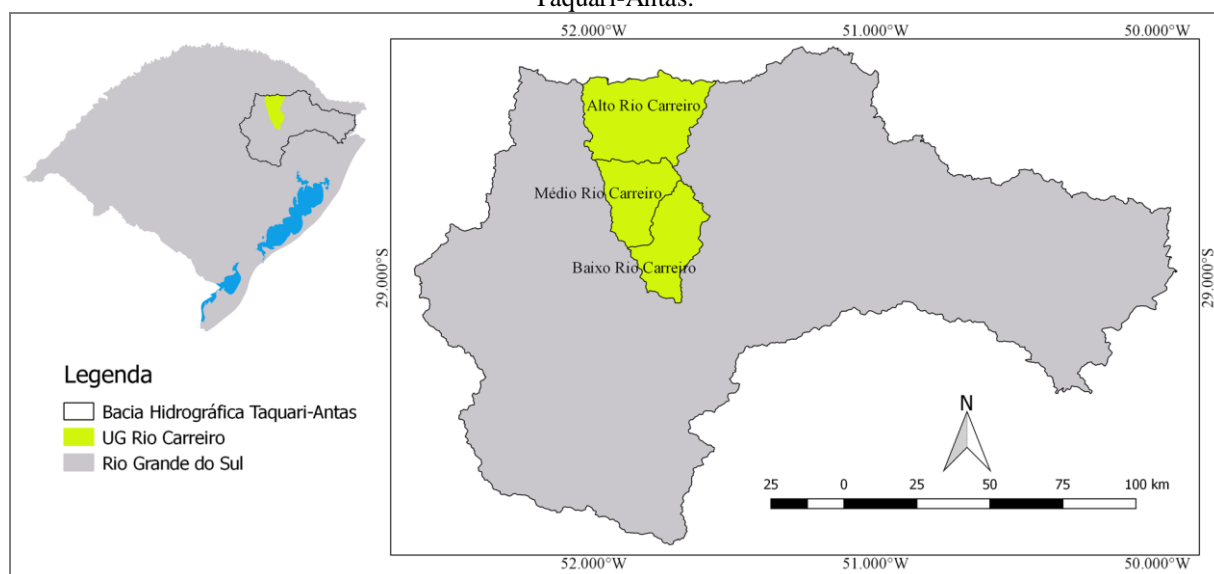 Taquari-Antas.
52.000°W 51.000°W 50.000°W
Alto Rio Carreiro
Médio Rio Carreiro
Baixo Rio Carreiro
29.000°S
29.000°S
Legenda
Bacia Hidrográfica Taquari-Antas
UG Rio Carreiro
Rio Grande do Sul
N
25 0 25 50 75 100 km
52.000°W 51.000°W 50.000°W